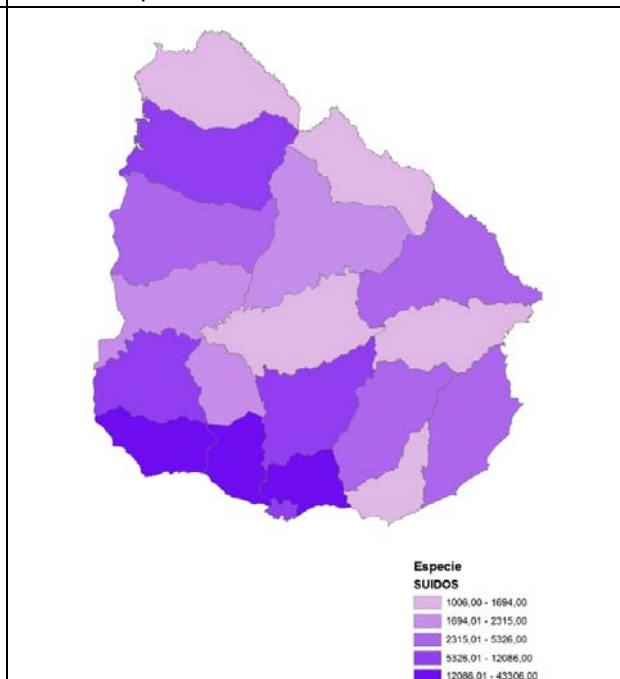 Especie
SUIDOS
1006,00 - 1694,00
1694,01 - 2315,00
2315,01 - 5326,00
5326,01 - 12086,00
12086,01 - 43306,00